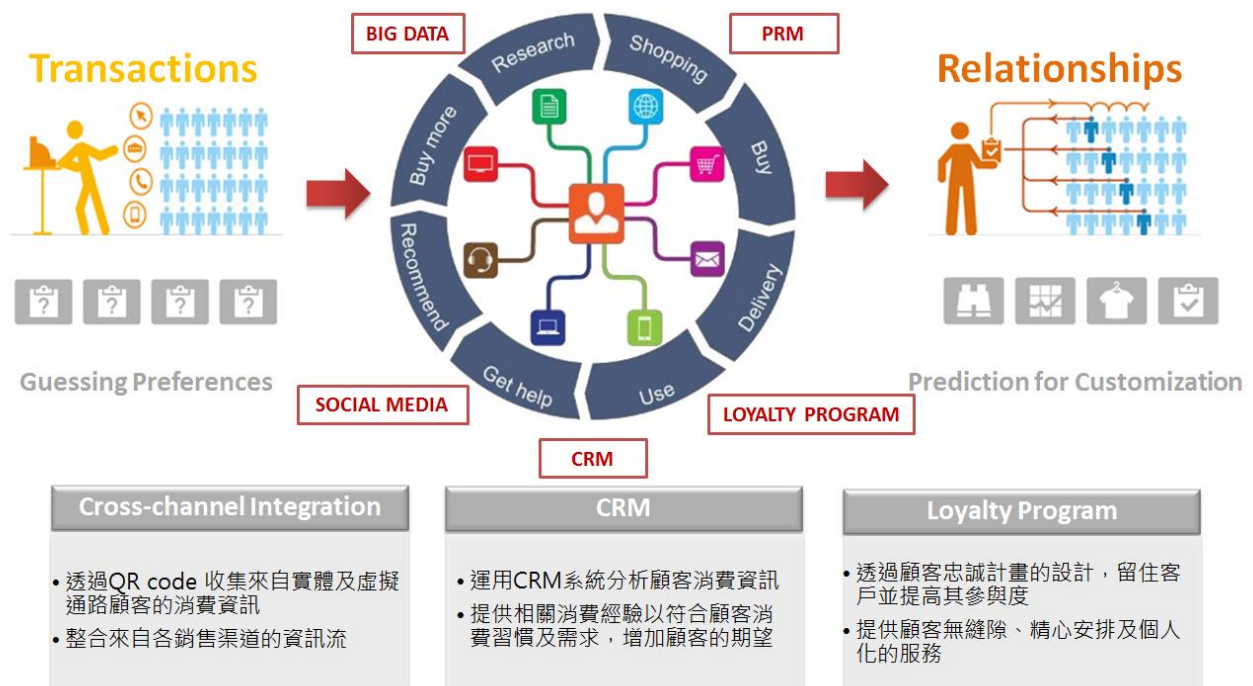 BIG DATA
PRM
Transactions
Relationships
Research
Shopping
Buy
Delivery
Use
Get help
Recommend
Buy more
? ? ? ?
Guessing Preferences
Prediction for Customization
SOCIAL MEDIA
LOYALTY PROGRAM
CRM
Cross-channel Integration
• 透過QR code 收集來自實體及虛擬
通路顧客的消費資訊
• 整合來自各銷售渠道的資訊流
CRM
• 運用CRM系統分析顧客消費資訊
• 提供相關消費經驗以符合顧客消
費習慣及需求，增加顧客的期望
Loyalty Program
• 透過顧客忠誠計畫的設計，留住客
戶並提高其參與度
• 提供顧客無縫隙、精心安排及個人
化的服務